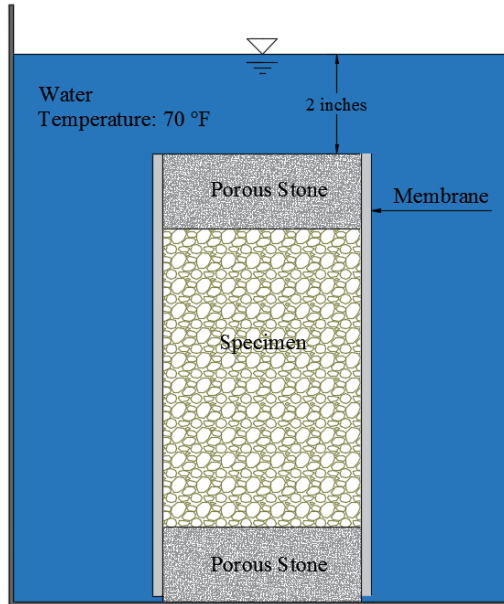 Water
Temperature: 70 °F
2 inches
Porous Stone
Membrane
Specimen
Porous Stone